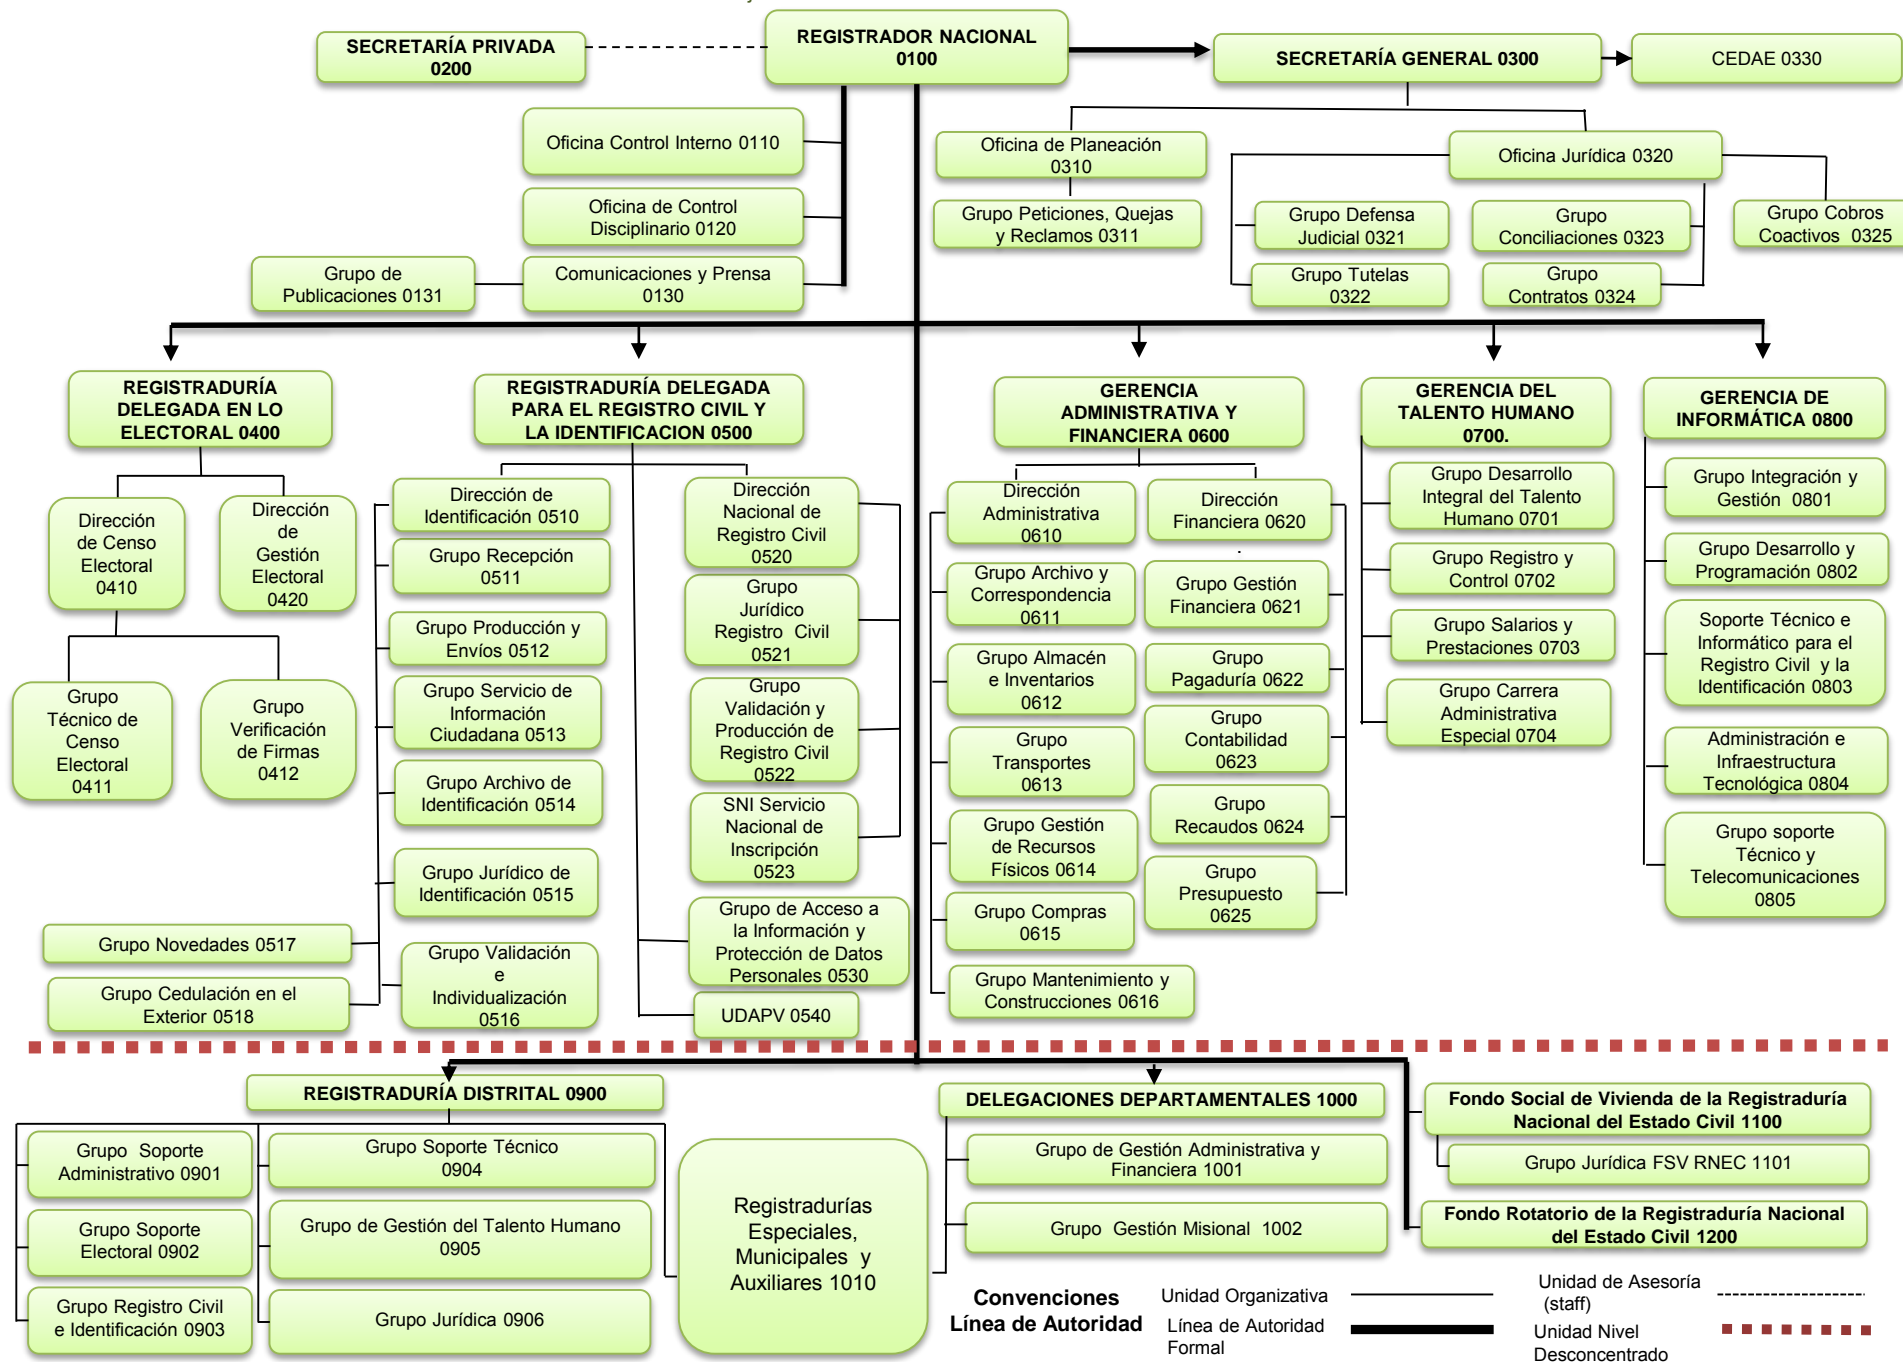 SECRETARÍA PRIVADA
0200
REGISTRADOR NACIONAL
0100
SECRETARÍA GENERAL 0300
CEDAE 0330
Oficina Control Interno 0110
Oficina de Control
Disciplinario 0120
Comunicaciones y Prensa
0130
Grupo de
Publicaciones 0131
Oficina de Planeación
0310
Grupo Peticiones, Quejas
y Reclamos 0311
Oficina Jurídica 0320
Grupo Defensa
Judicial 0321
Grupo Tutelas
0322
Grupo
Conciliaciones 0323
Grupo
Contratos 0324
Grupo Cobros
Coactivos 0325
REGISTRADURÍA
DELEGADA EN LO
ELECTORAL 0400
Dirección
de Censo
Electoral
0410
Dirección
de
Gestión
Electoral
0420
Grupo
Técnico de
Censo
Electoral
0411
Grupo
Verificación
de Firmas
0412
REGISTRADURÍA DELEGADA
PARA EL REGISTRO CIVIL Y
LA IDENTIFICACION 0500
Dirección de
Identificación 0510
Grupo Recepción
0511
Grupo Producción y
Envíos 0512
Grupo Servicio de
Información
Ciudadana 0513
Grupo Archivo de
Identificación 0514
Grupo Jurídico de
Identificación 0515
Grupo Validación
e
Individualización
0516
Grupo Novedades 0517
Grupo Cedulación en el
Exterior 0518
Dirección
Nacional de
Registro Civil
0520
Grupo
Jurídico
Registro Civil
0521
Grupo
Validación y
Producción de
Registro Civil
0522
SNI Servicio
Nacional de
Inscripción
0523
Grupo de Acceso a
la Información y
Protección de Datos
Personales 0530
UDAPV 0540
GERENCIA
ADMINISTRATIVA Y
FINANCIERA 0600
Dirección
Administrativa
0610
Grupo Archivo y
Correspondencia
0611
Grupo Almacén
e Inventarios
0612
Grupo
Transportes
0613
Grupo Gestión
de Recursos
Físicos 0614
Grupo Compras
0615
Grupo Mantenimiento y
Construcciones 0616
Dirección
Financiera 0620
.
Grupo Gestión
Financiera 0621
Grupo
Pagaduría 0622
Grupo
Contabilidad
0623
Grupo
Recaudos 0624
Grupo
Presupuesto
0625
GERENCIA DEL
TALENTO HUMANO
0700.
Grupo Desarrollo
Integral del Talento
Humano 0701
Grupo Registro y
Control 0702
Grupo Salarios y
Prestaciones 0703
Grupo Carrera
Administrativa
Especial 0704
GERENCIA DE
INFORMÁTICA 0800
Grupo Integración y
Gestión 0801
Grupo Desarrollo y
Programación 0802
Soporte Técnico e
Informático para el
Registro Civil y la
Identificación 0803
Administración e
Infraestructura
Tecnológica 0804
Grupo soporte
Técnico y
Telecomunicaciones
0805
REGISTRADURÍA DISTRITAL 0900
Grupo Soporte
Administrativo 0901
Grupo Soporte
Electoral 0902
Grupo Registro Civil
e Identificación 0903
Grupo Soporte Técnico
0904
Grupo de Gestión del Talento Humano
0905
Grupo Jurídica 0906
Registradurías
Especiales,
Municipales y
Auxiliares 1010
DELEGACIONES DEPARTAMENTALES 1000
Grupo de Gestión Administrativa y
Financiera 1001
Grupo Gestión Misional 1002
Fondo Social de Vivienda de la Registraduría
Nacional del Estado Civil 1100
Grupo Jurídica FSV RNEC 1101
Fondo Rotatorio de la Registraduría Nacional
del Estado Civil 1200
Convenciones
Línea de Autoridad
Unidad Organizativa
Línea de Autoridad
Formal
Unidad de Asesoría
(staff)
Unidad Nivel
Desconcentrado